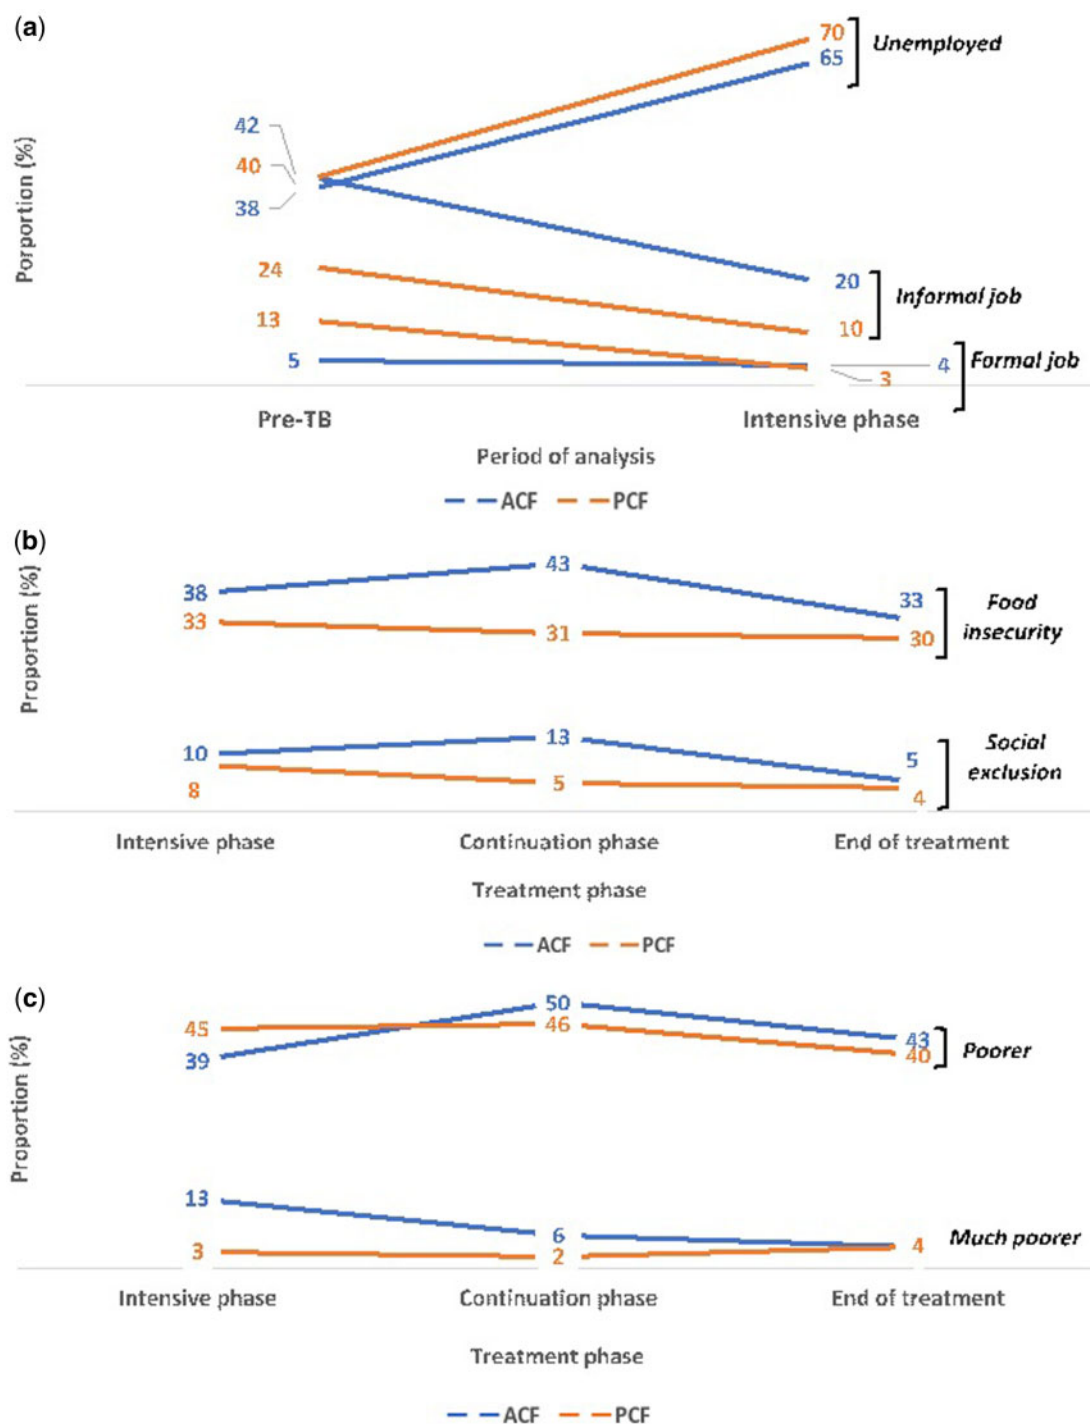 (a)
70
Unemployed
65
42
40
38
Porportion (%)
24
20
Informal job
13
10
5
4
Formal job
3
Pre-TB Intensive phase
Period of analysis
ACF PCF
(b)
43
38
33
Food
insecurity
33
31
30
Proportion (%)
13
10
5
Social
exclusion
8
5
4
Intensive phase Continuation phase End of treatment
Treatment phase
ACF PCF
(c)
50
45
46
43
40
Poorer
39
Proportion (%)
13
6
4
Much poorer
3
2
Intensive phase Continuation phase End of treatment
Treatment phase
ACF PCF